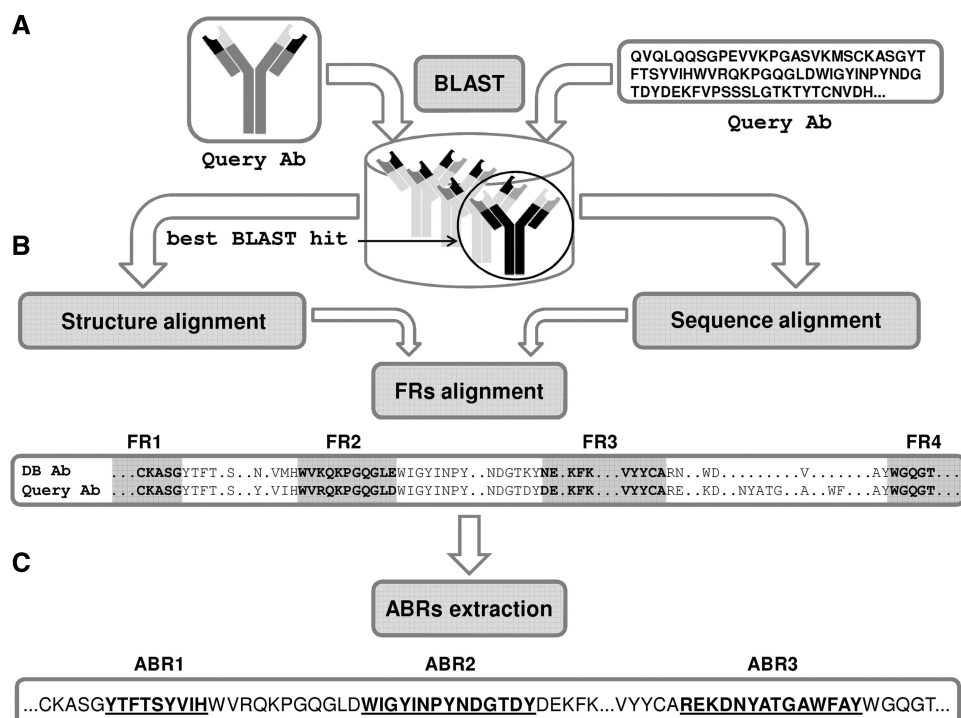 A
QVQLQQSGPEVVKPGASVKMSCKASGYT
FTSYVIHWVRQKPGQGLDWIGYINPYNDG
TDYDEKFVPSSSLGTKTYTCNVDH...
BLAST
Query Ab
Query Ab
best BLAST hit
B
Structure alignment
Sequence alignment
FRs alignment
FR1 FR2 FR3 FR4
DB Ab ...CKASGYTFT.S..N.VMHWVKQKPGQGLEWIGYINPY..NDGTKYNE.KFK...VYYCARN..WD.........V.......AYWGQGT...
Query Ab ...CKASGYTFT.S..Y.VIHWVRQKPGQGLDWIGYINPY..NDGTDYDE.KFK...VYYCARE..KD..NYATG..A..WF...AYWGQGT...
C
ABRs extraction
ABR1 ABR2 ABR3
...CKASGYTFTSYVIHWVRQKPGQGLDWIGYINPYNDGTDYDEKFK...VYYCAREKDNYATGAWFAYWGQGT...